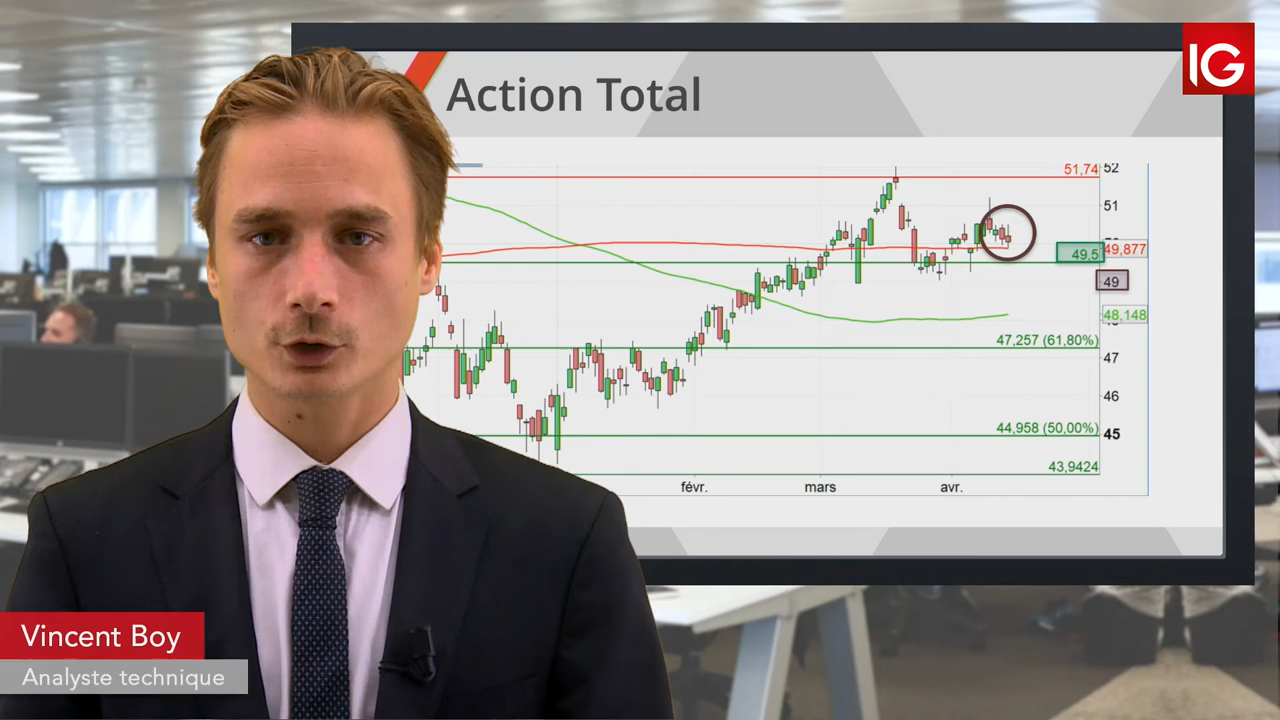 IG
Action Total
51,74
52
51
49,877
49,5
49
48,148
47,257 (61,80%)
47
46
44,958 (50,00%)
45
43,9424
févr.
mars
avr.
Vincent Boy
Analyste technique